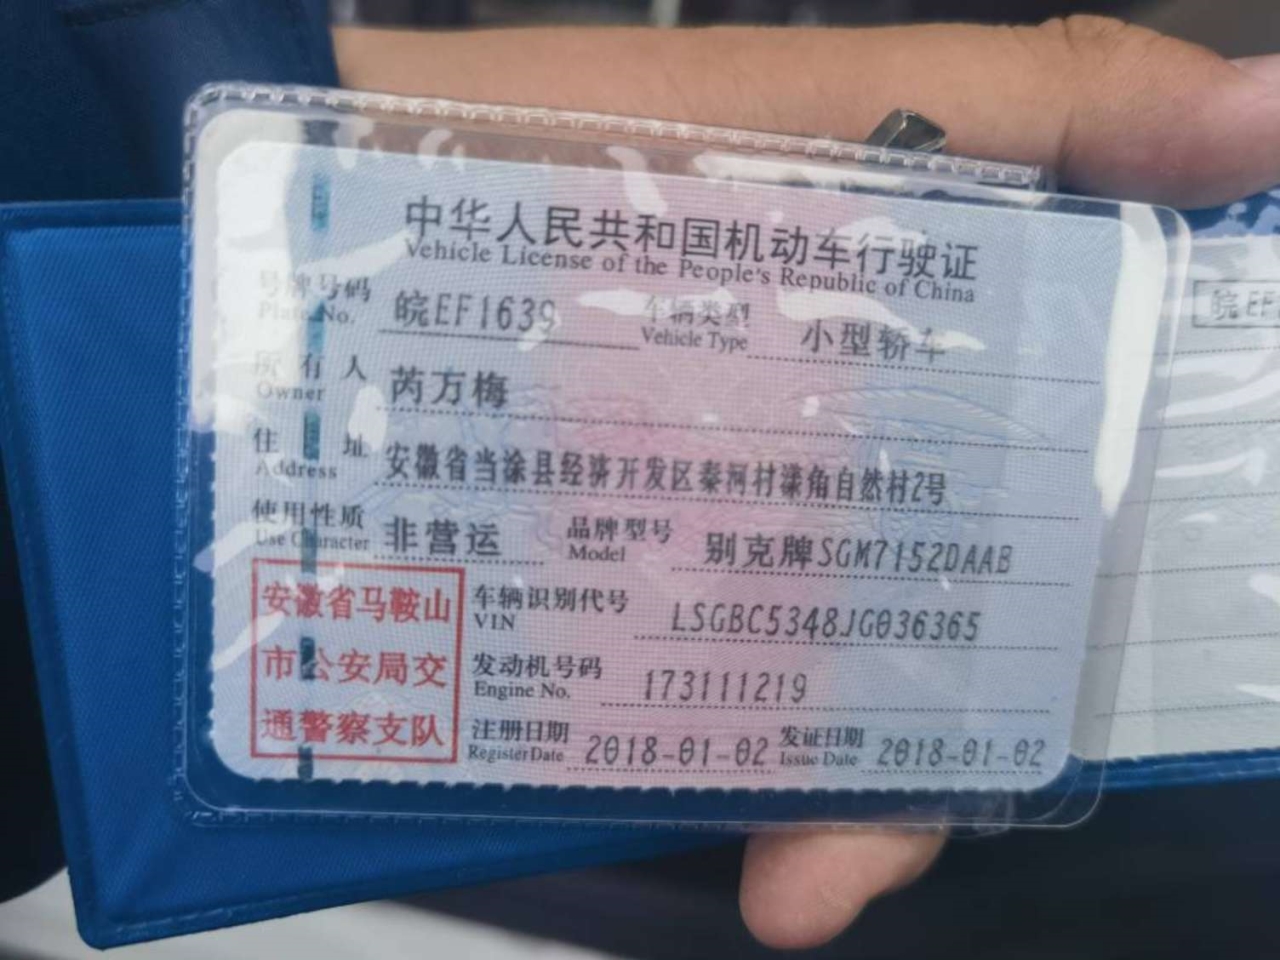 中华人民共和国机动车行驶证
Vehicle License of the People's Republic of China
号牌号码 皖EF1639 车辆类型 小型轿车
Plate No. Vehicle Type
所有人 芮万梅
Owner
住址 安徽省当涂县经济开发区秦河村漾角自然村2号
Address
使用性质 非营运 品牌型号 别克牌SGM7152DAAB
Use Character Model
安徽省马鞍山
市公安局交
通警察支队
车辆识别代号 LSGBC5348JG036365
VIN
发动机号码 173111219
Engine No.
注册日期 2018-01-02 发证日期 2018-01-02
Register Date Issue Date
皖EF